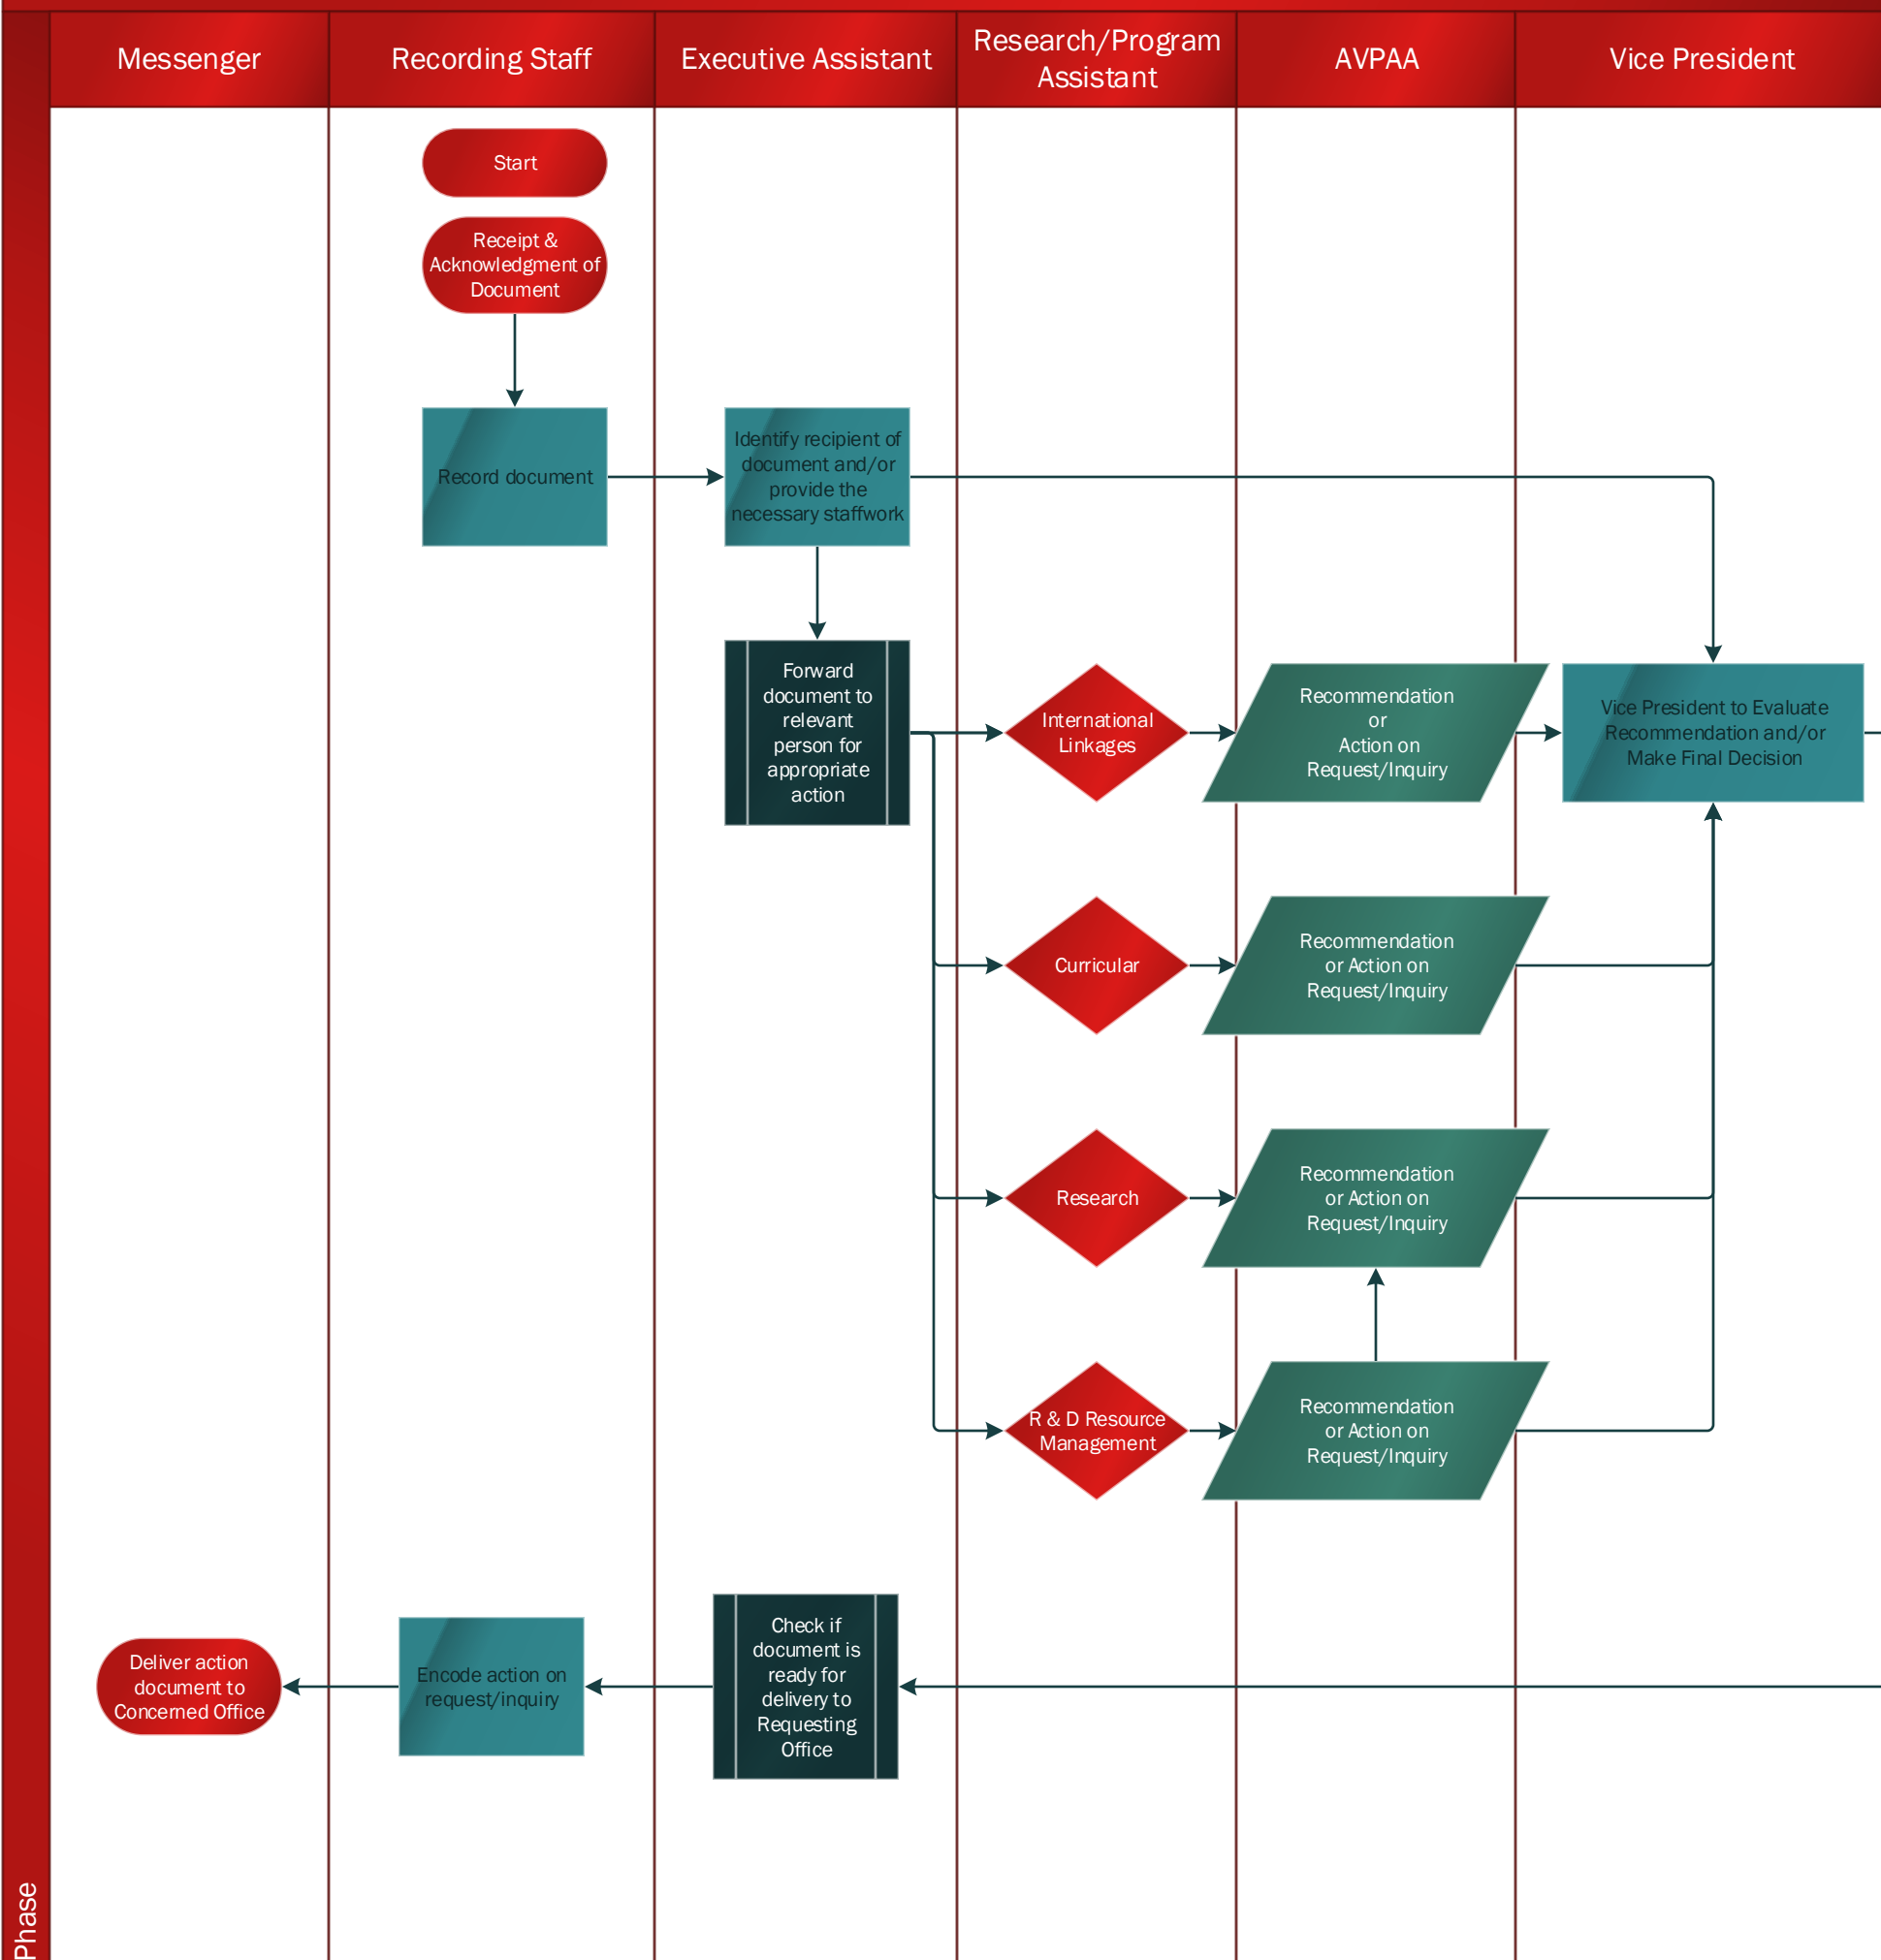 Messenger
Recording Staff
Executive Assistant
Research/Program
Assistant
AVPAA
Vice President
Start
Receipt &
Acknowledgment of
Document
Record document
Identify recipient of
document and/or
provide the
necessary staffwork
Forward
document to
relevant
person for
appropriate
action
International
Linkages
Recommendation
or
Action on
Request/Inquiry
Vice President to Evaluate
Recommendation and/or
Make Final Decision
Curricular
Recommendation
or Action on
Request/Inquiry
Research
Recommendation
or Action on
Request/Inquiry
R & D Resource
Management
Recommendation
or Action on
Request/Inquiry
Deliver action
document to
Concerned Office
Encode action on
request/inquiry
Check if
document is
ready for
delivery to
Requesting
Office
Phase